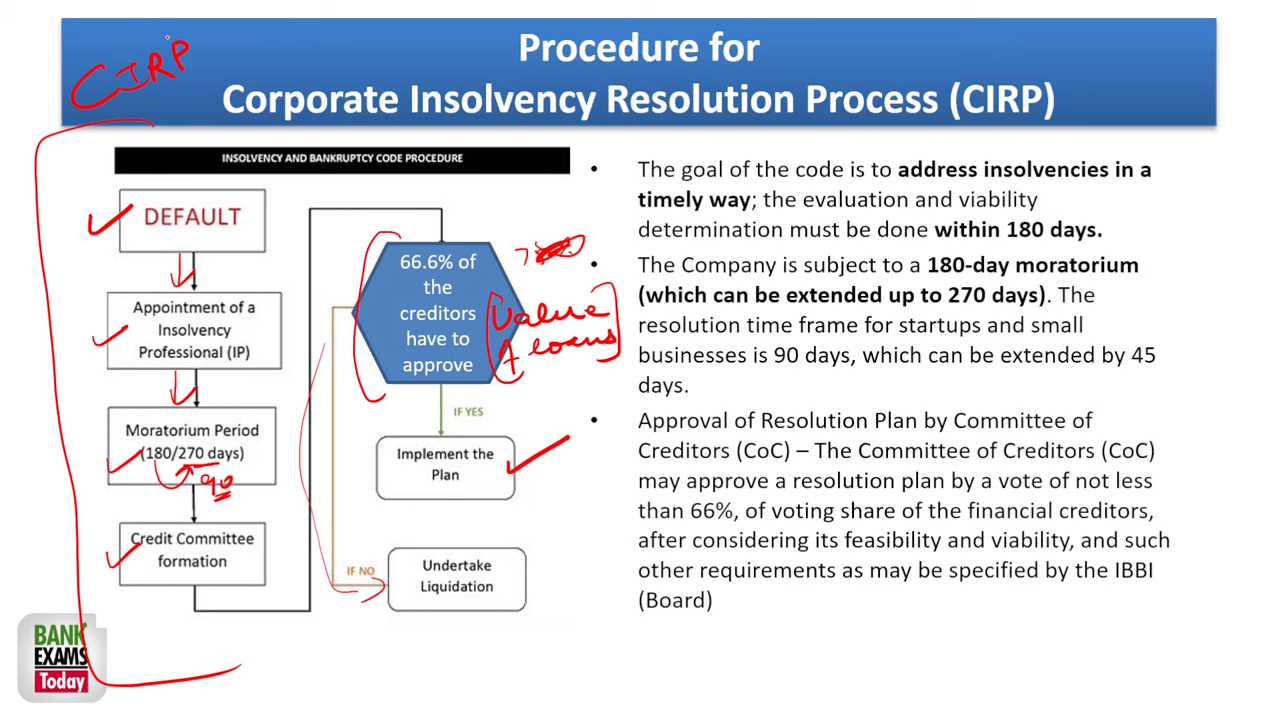 Procedure for
Corporate Insolvency Resolution Process (CIRP)
CIRP
INSOLVENCY AND BANKRUPTCY CODE PROCEDURE
DEFAULT
Appointment of a
Insolvency
Professional (IP)
Moratorium Period
(180/270 days)
90
Credit Committee
formation
66.6% of
the
creditors
have to
approve
Value
of loans
IF YES
Implement the
Plan
IF NO
Undertake
Liquidation
• The goal of the code is to address insolvencies in a
timely way; the evaluation and viability
determination must be done within 180 days.
• The Company is subject to a 180-day moratorium
(which can be extended up to 270 days). The
resolution time frame for startups and small
businesses is 90 days, which can be extended by 45
days.
• Approval of Resolution Plan by Committee of
Creditors (CoC) – The Committee of Creditors (CoC)
may approve a resolution plan by a vote of not less
than 66%, of voting share of the financial creditors,
after considering its feasibility and viability, and such
other requirements as may be specified by the IBBI
(Board)
BANK
EXAMS
Today